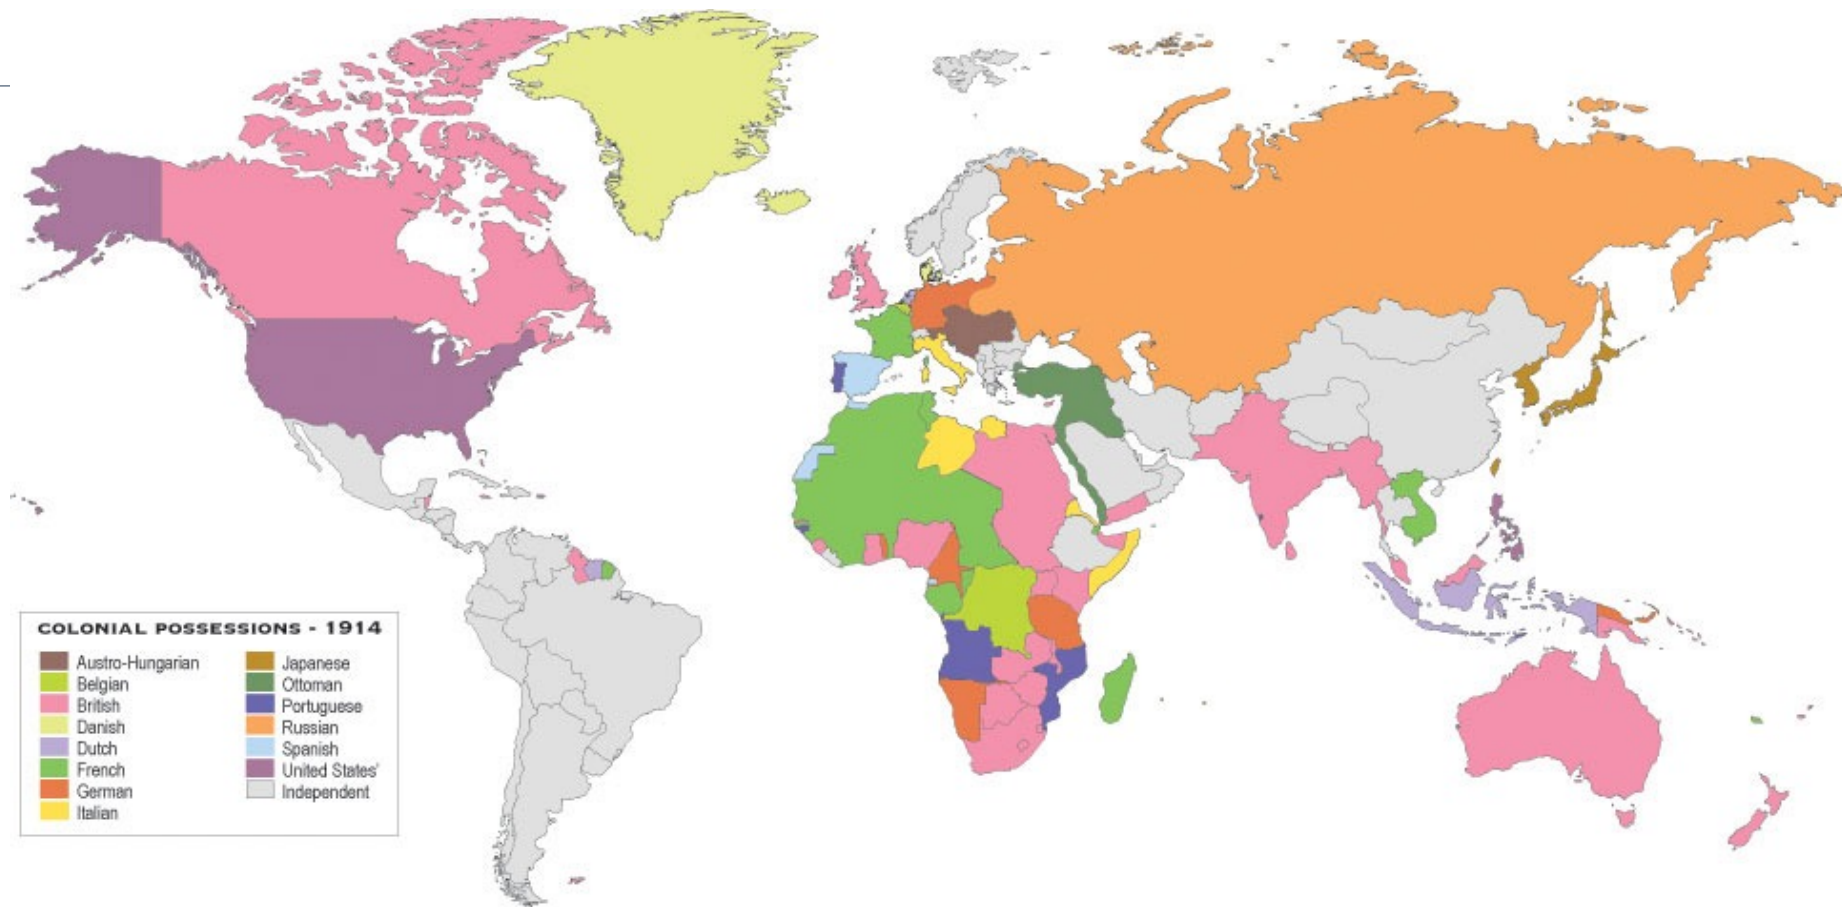 COLONIAL POSSESSIONS - 1914
Austro-Hungarian
Belgian
British
Danish
Dutch
French
German
Italian
Japanese
Ottoman
Portuguese
Russian
Spanish
United States'
Independent